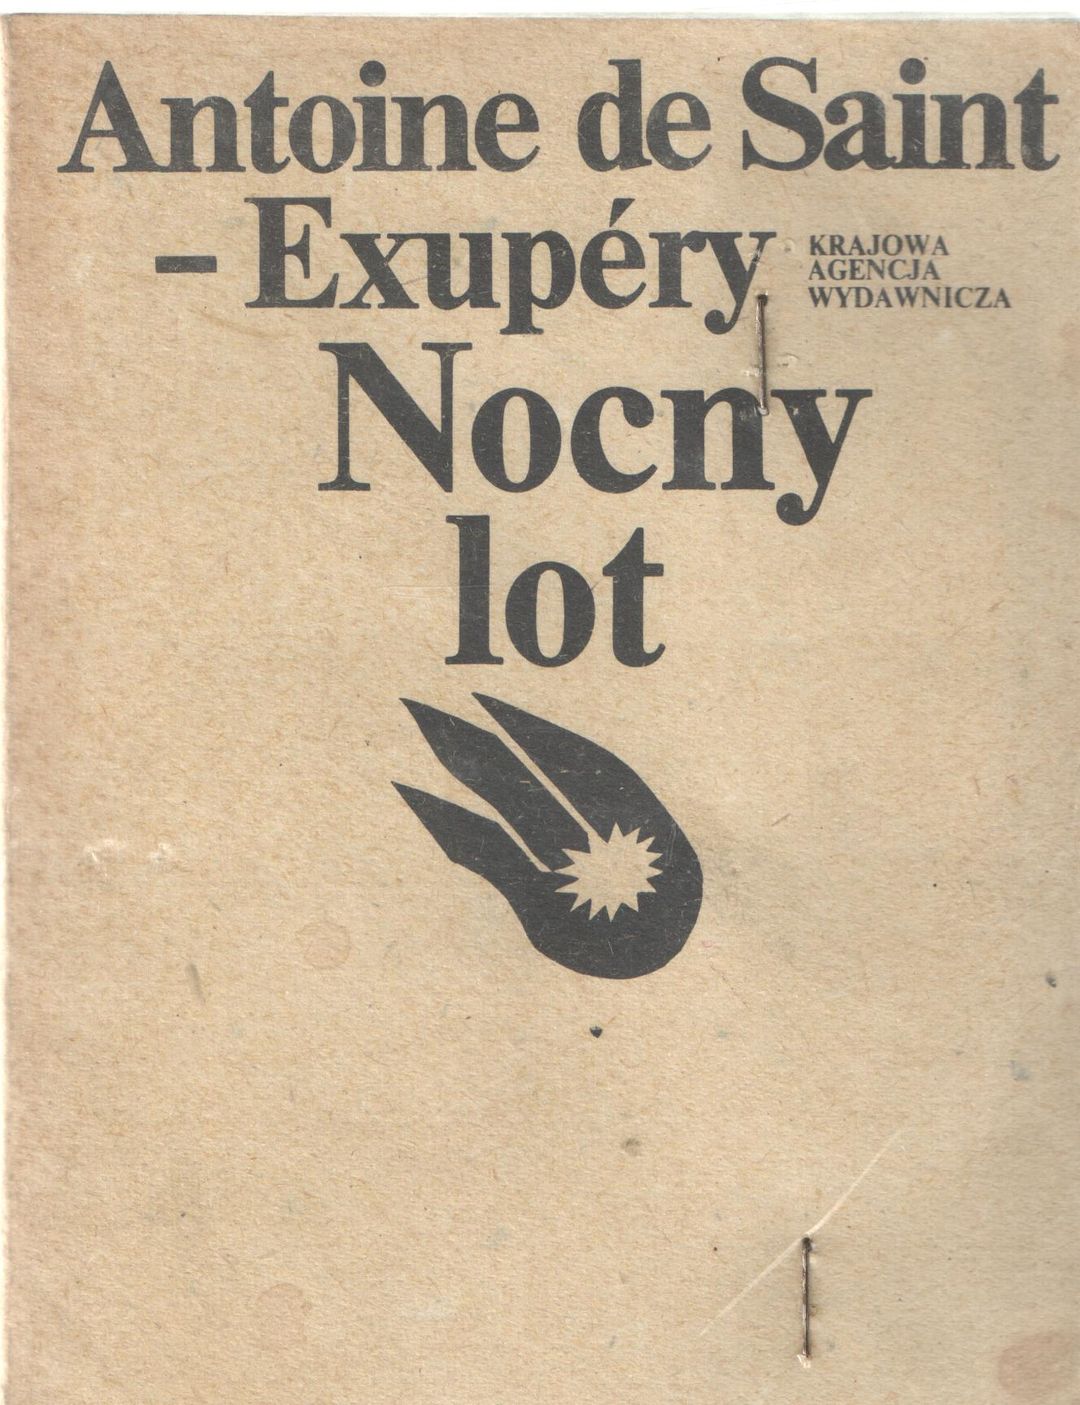 Antoine de Saint
-Exupéry
KRAJOWA
AGENCJA
WYDAWNICZA
Nocny
lot